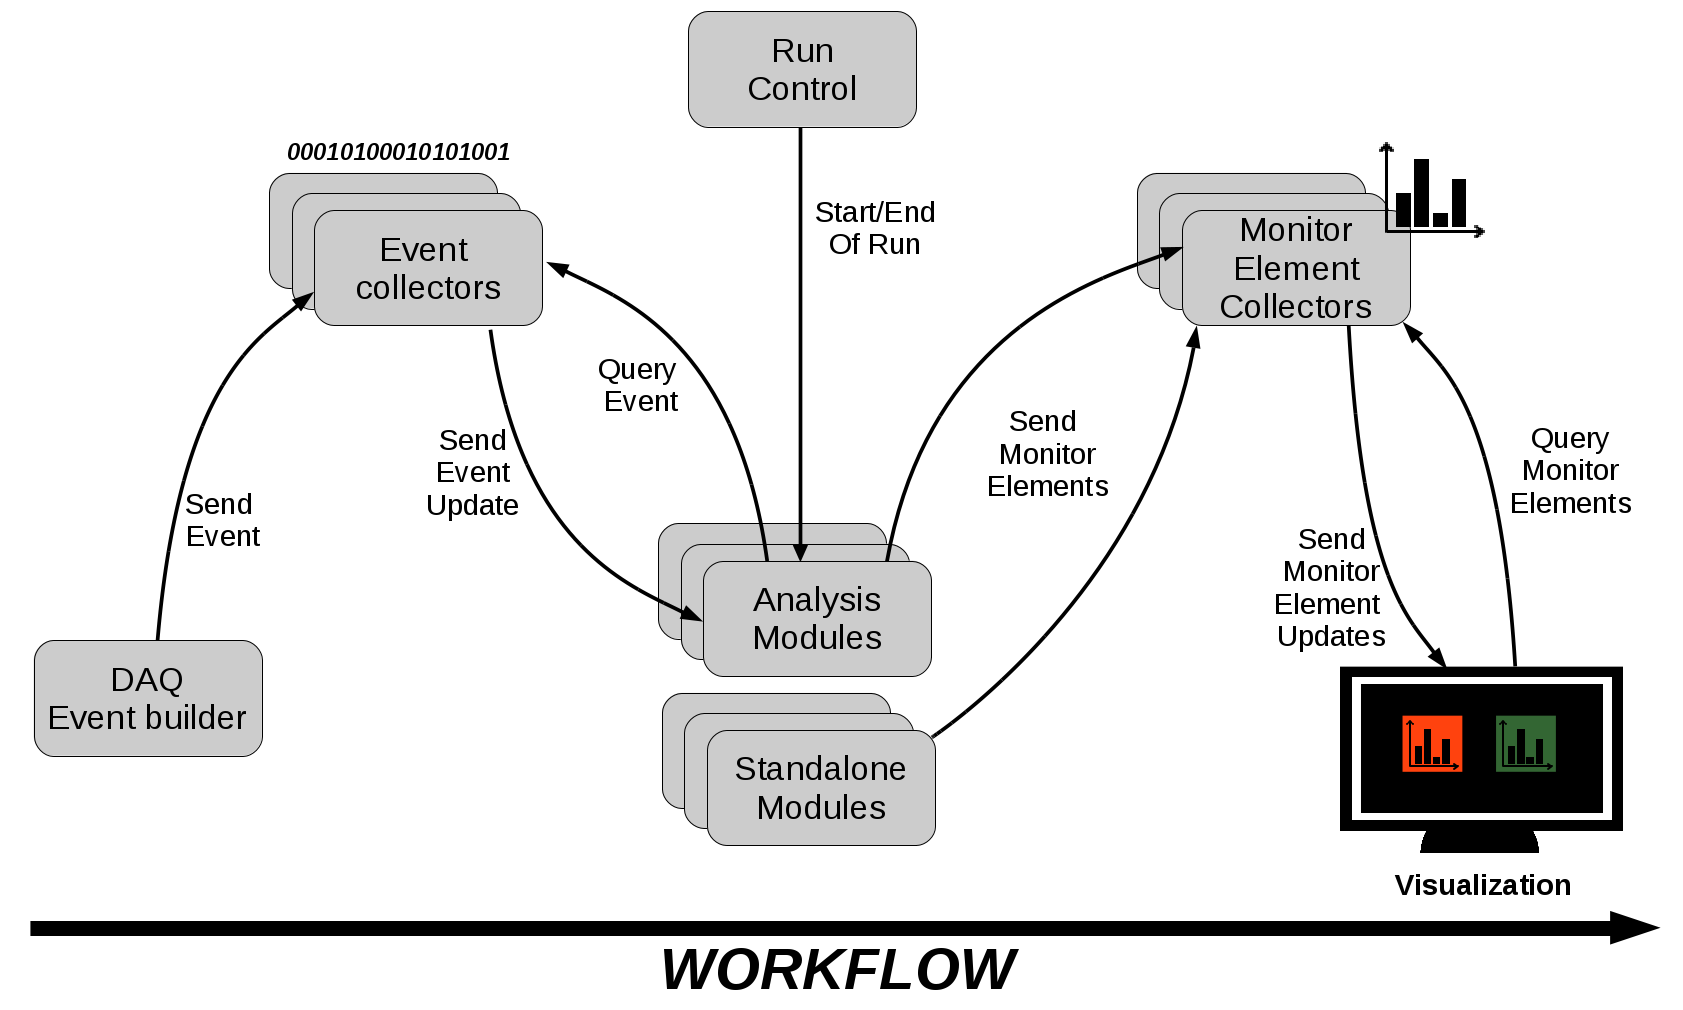 Run
Control
00010100010101001
Event
collectors
Start/End
Of Run
Monitor
Element
Collectors
Query
Event
Send
Event
Update
Send
Monitor
Elements
Query
Monitor
Elements
Send
Event
Send
Monitor
Element
Updates
Analysis
Modules
DAQ
Event builder
Standalone
Modules
Visualization
WORKFLOW